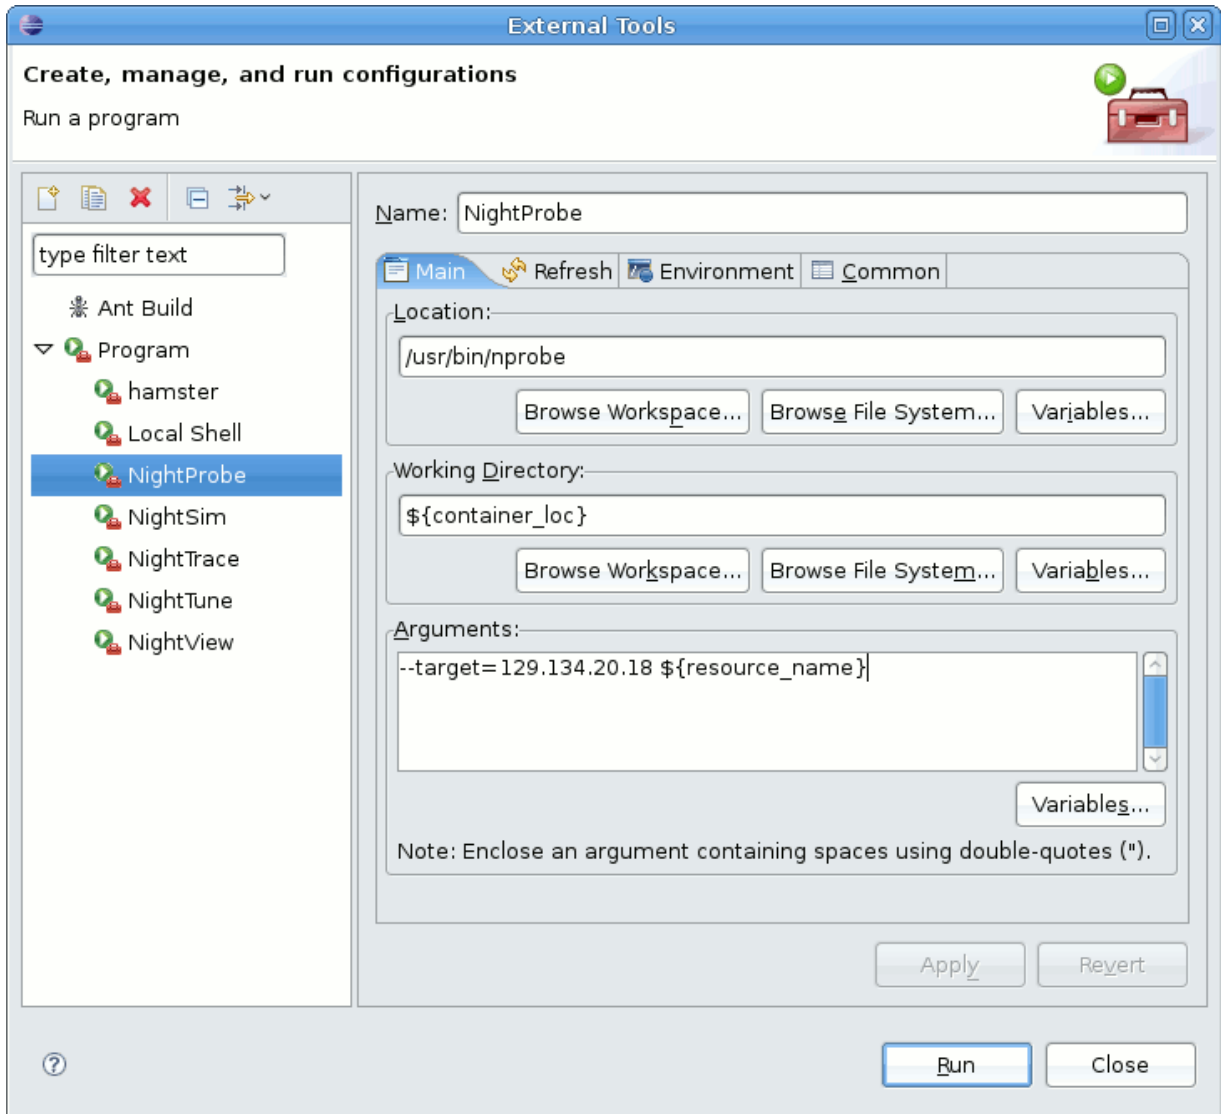 External Tools
Create, manage, and run configurations
Run a program
type filter text
Ant Build
Program
hamster
Local Shell
NightProbe
NightSim
NightTrace
NightTune
NightView
Name: NightProbe
Main Refresh Environment Common
Location:
/usr/bin/nprobe
Browse Workspace... Browse File System... Variables...
Working Directory:
${container_loc}
Browse Workspace... Browse File System... Variables...
Arguments:
--target=129.134.20.18 ${resource_name}
Variables...
Note: Enclose an argument containing spaces using double-quotes (").
Apply Revert
Run Close